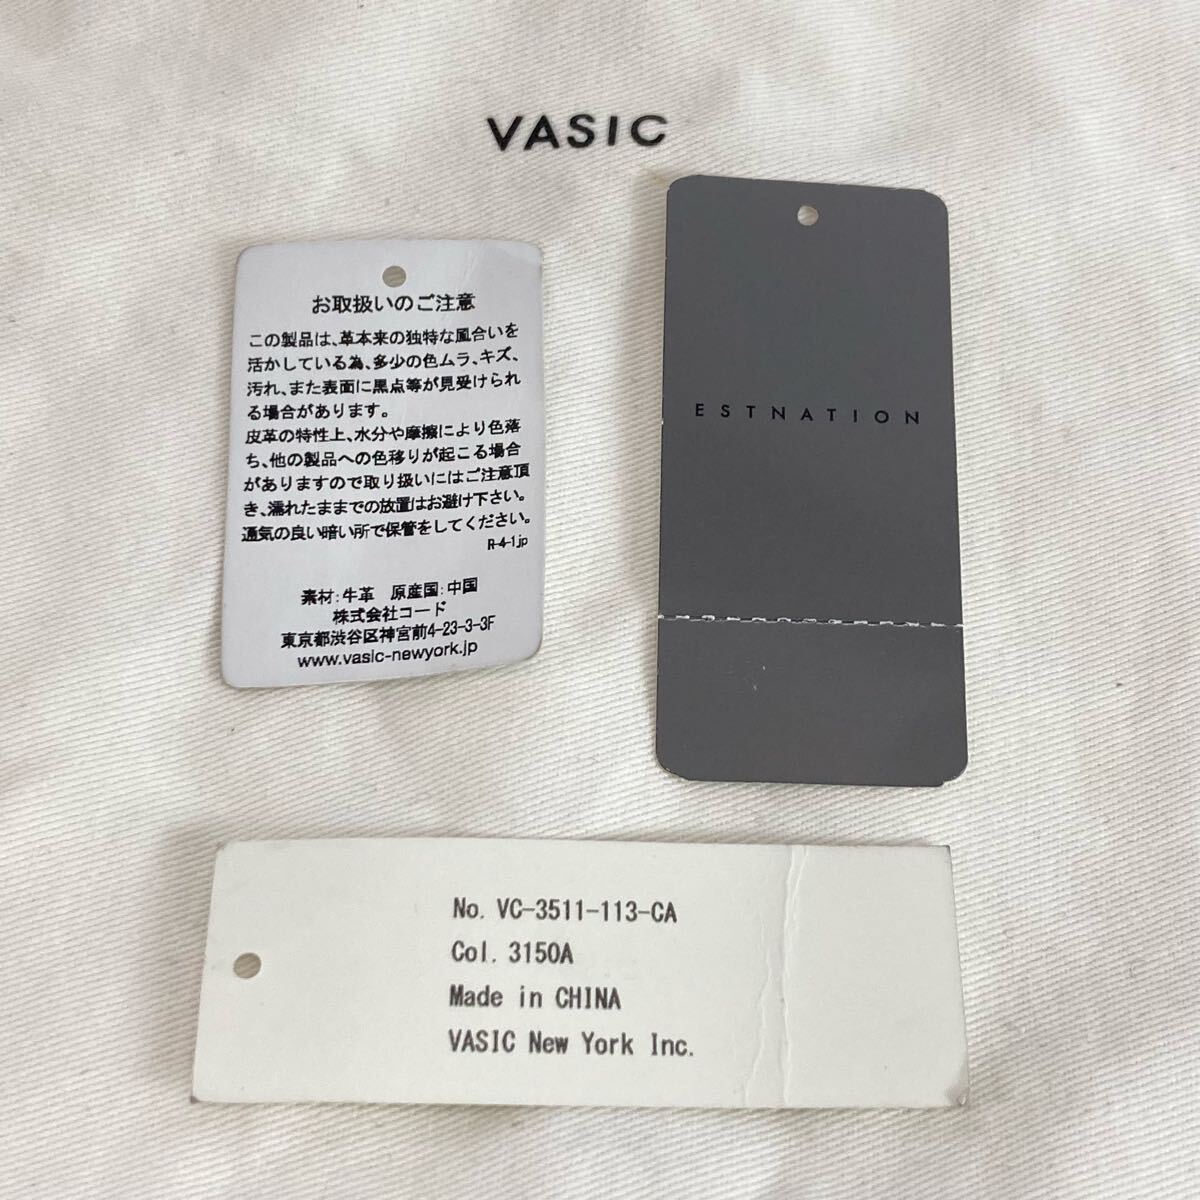 VASIC
お取扱いのご注意
この製品は、革本来の独特な風合いを
活かしている為、多少の色ムラ、キズ、
汚れ、また表面に黒点等が見受けられ
る場合があります。
皮革の特性上、水分や摩擦により色落
ち、他の製品への色移りが起こる場合
がありますので取り扱いにはご注意頂
き、濡れたままでの放置はお避け下さい。
通気の良い暗い所で保管をしてください。
R-4-1jp
素材：牛革 原産国：中国
株式会社コード
東京都渋谷区神宮前4-23-3-3F
www.vasic-newyork.jp
ESTNATION
No. VC-3511-113-CA
Col. 3150A
Made in CHINA
VASIC New York Inc.